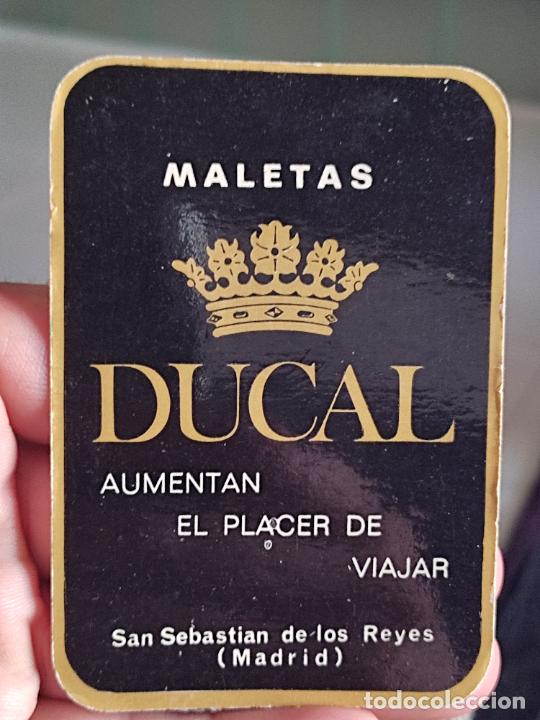 MALETAS
DUCAL
AUMENTAN
EL PLACER DE
VIAJAR
San Sebastian de los Reyes
(Madrid)
todocoleccion